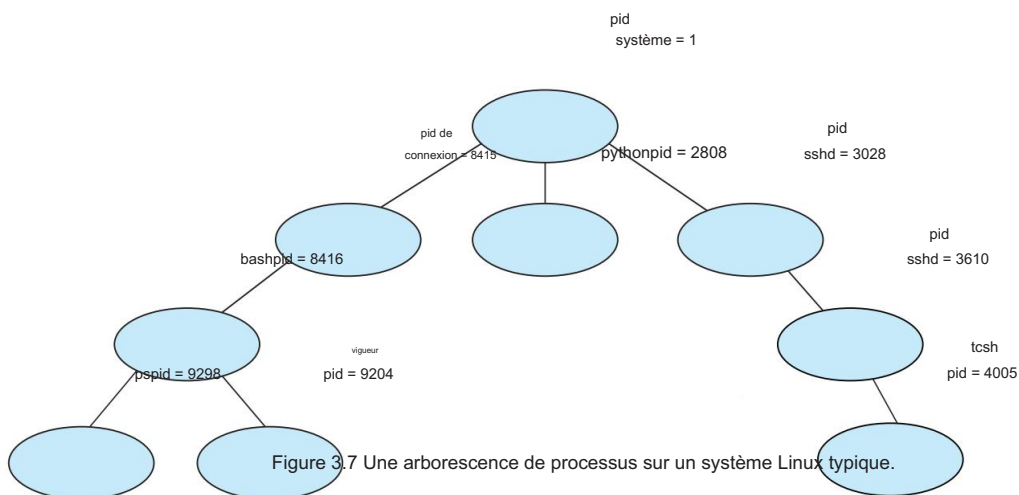 pid
système = 1
pid de
connexion = 8415
pythonpid = 2808
pid
sshd = 3028
bashpid = 8416
pid
sshd = 3610
pspid = 9298
vigueur
pid = 9204
tcsh
pid = 4005
Figure 3.7 Une arborescence de processus sur un système Linux typique.